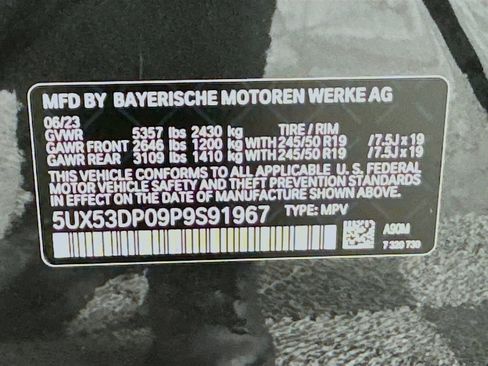 MFD BY BAYERISCHE MOTOREN WERKE AG
06/23
GVWR 5357 lbs 2430 kg TIRE / RIM
GAWR FRONT 2646 lbs 1200 kg WITH 245/50 R19 /7.5J x 19
GAWR REAR 3109 lbs 1410 kg WITH 245/50 R19 /7.5J x 19
THIS VEHICLE CONFORMS TO ALL APPLICABLE U. S. FEDERAL
MOTOR VEHICLE SAFETY, BUMPER AND THEFT PREVENTION STANDARDS
IN EFFECT ON THE DATE OF MANUFACTURE SHOWN ABOVE.
5UX53DP09P9S91967 TYPE: MPV
A90M
7 320 730